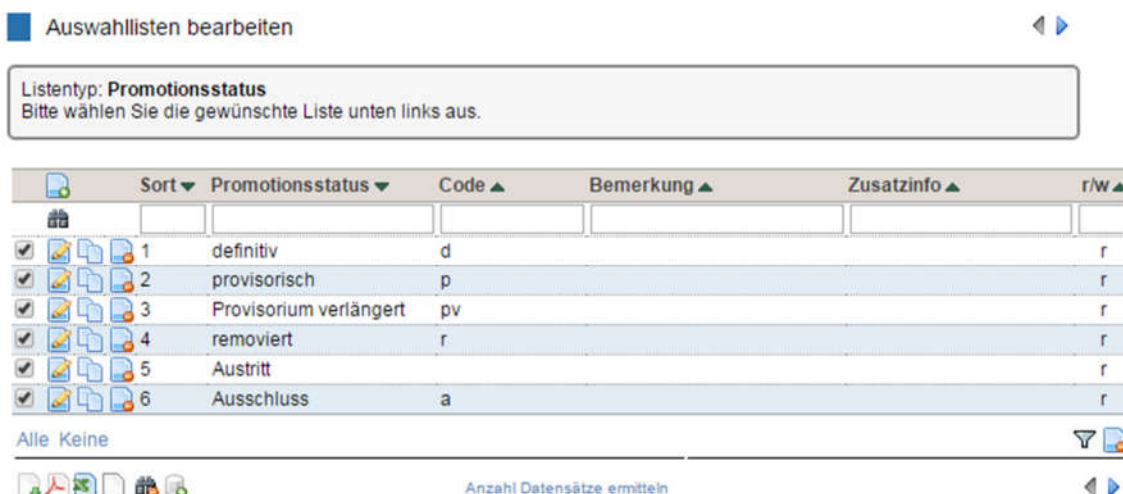 Auswahllisten bearbeiten
Listentyp: Promotionsstatus
Bitte wählen Sie die gewünschte Liste unten links aus.
Sort Promotionsstatus Code Bemerkung Zusatzinfo r/w
1 definitiv d r
2 provisorisch p r
3 Provisorium verlängert pv r
4 removiert r r
5 Austritt r
6 Ausschluss a r
Alle Keine
Anzahl Datensätze ermitteln